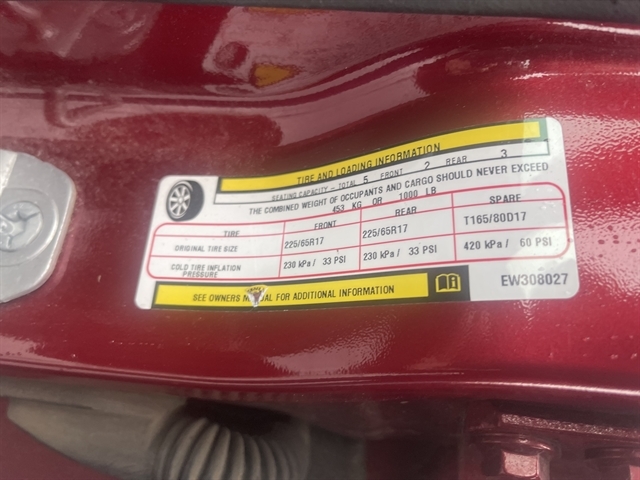 TIRE AND LOADING INFORMATION
SEATING CAPACITY - TOTAL 5 FRONT 2 REAR 3
THE COMBINED WEIGHT OF OCCUPANTS AND CARGO SHOULD NEVER EXCEED
453 KG OR 1000 LB.
TIRE FRONT REAR SPARE
ORIGINAL TIRE SIZE 225/65R17 225/65R17 T165/80D17
COLD TIRE INFLATION PRESSURE 230 kPa / 33 PSI 230 kPa / 33 PSI 420 kPa / 60 PSI
SEE OWNERS MANUAL FOR ADDITIONAL INFORMATION
EW308027